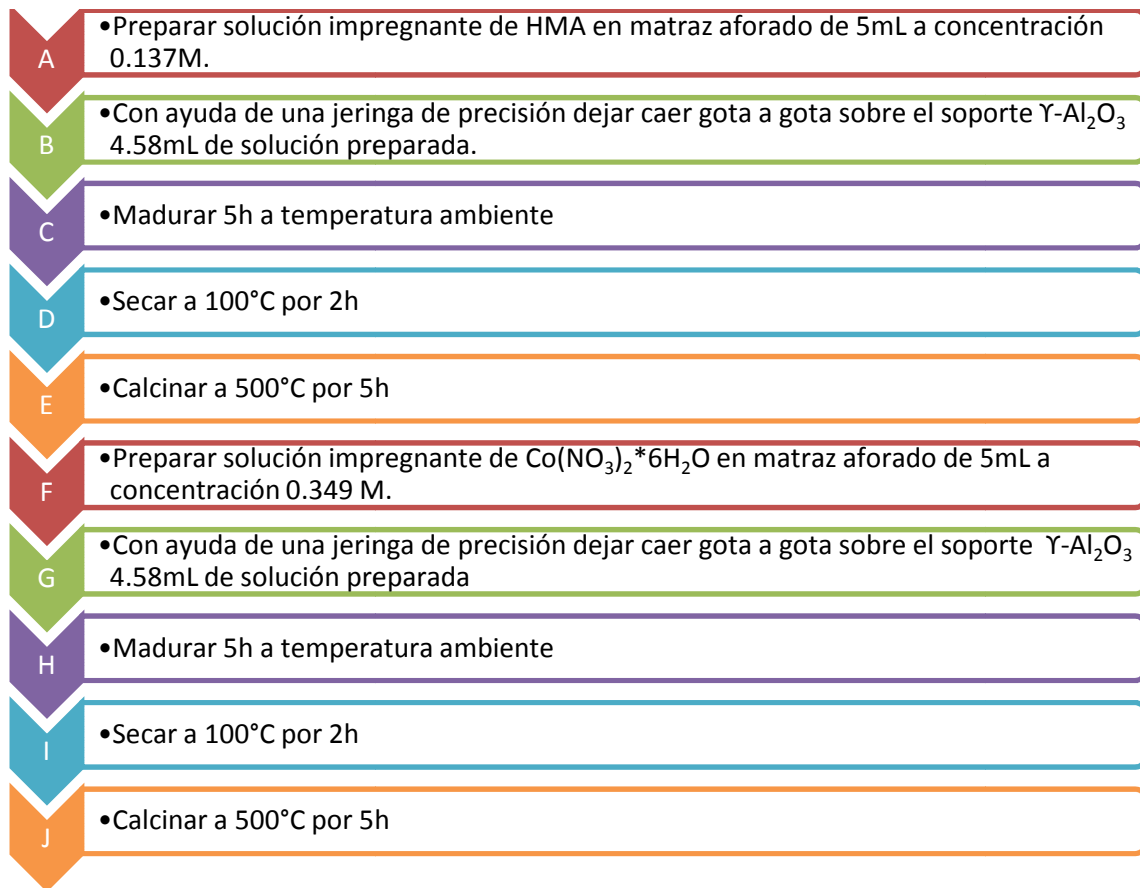 A
•Preparar solución impregnante de HMA en matraz aforado de 5mL a concentración
0.137M.
B
•Con ayuda de una jeringa de precisión dejar caer gota a gota sobre el soporte ϒ-Al₂O₃
4.58mL de solución preparada.
C
•Madurar 5h a temperatura ambiente
D
•Secar a 100°C por 2h
E
•Calcinar a 500°C por 5h
F
•Preparar solución impregnante de Co(NO₃)₂*6H₂O en matraz aforado de 5mL a
concentración 0.349 M.
G
•Con ayuda de una jeringa de precisión dejar caer gota a gota sobre el soporte ϒ-Al₂O₃
4.58mL de solución preparada
H
•Madurar 5h a temperatura ambiente
I
•Secar a 100°C por 2h
J
•Calcinar a 500°C por 5h